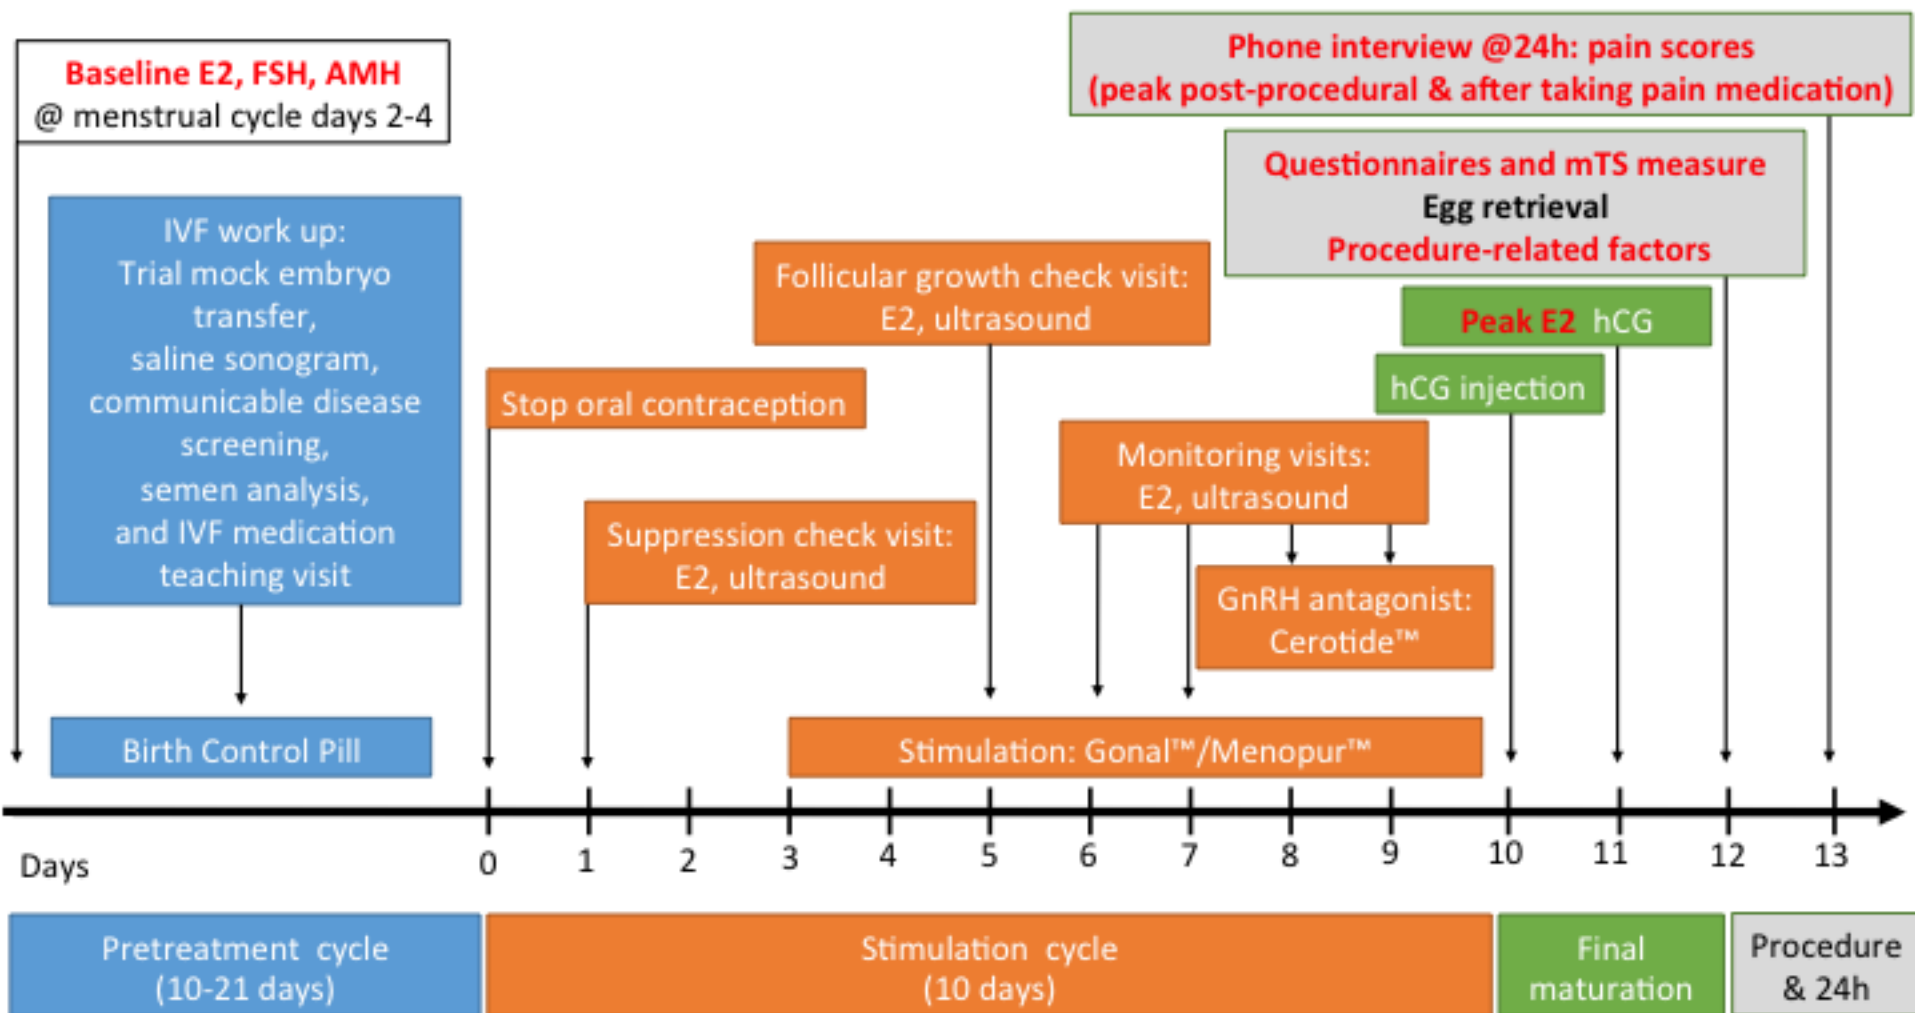 Baseline E2, FSH, AMH
@ menstrual cycle days 2-4
IVF work up:
Trial mock embryo
transfer,
saline sonogram,
communicable disease
screening,
semen analysis,
and IVF medication
teaching visit
Birth Control Pill
Stop oral contraception
Suppression check visit:
E2, ultrasound
Follicular growth check visit:
E2, ultrasound
Monitoring visits:
E2, ultrasound
GnRH antagonist:
Cerotide™
Stimulation: Gonal™/Menopur™
hCG injection
Peak E2 hCG
Questionnaires and mTS measure
Egg retrieval
Procedure-related factors
Phone interview @24h: pain scores
(peak post-procedural & after taking pain medication)
Days 0 1 2 3 4 5 6 7 8 9 10 11 12 13
Pretreatment cycle
(10-21 days)
Stimulation cycle
(10 days)
Final
maturation
Procedure
& 24h